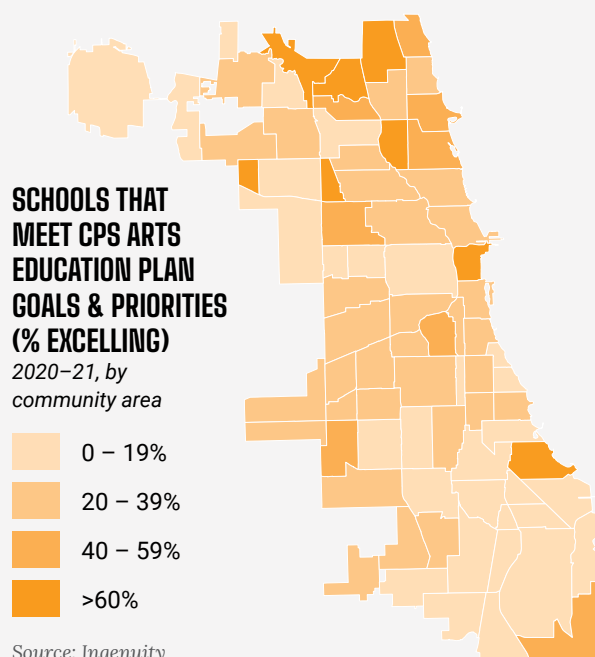 SCHOOLS THAT
MEET CPS ARTS
EDUCATION PLAN
GOALS & PRIORITIES
(% EXCELLING)
2020–21, by
community area
0 – 19%
20 – 39%
40 – 59%
>60%
Source: Ingenuity